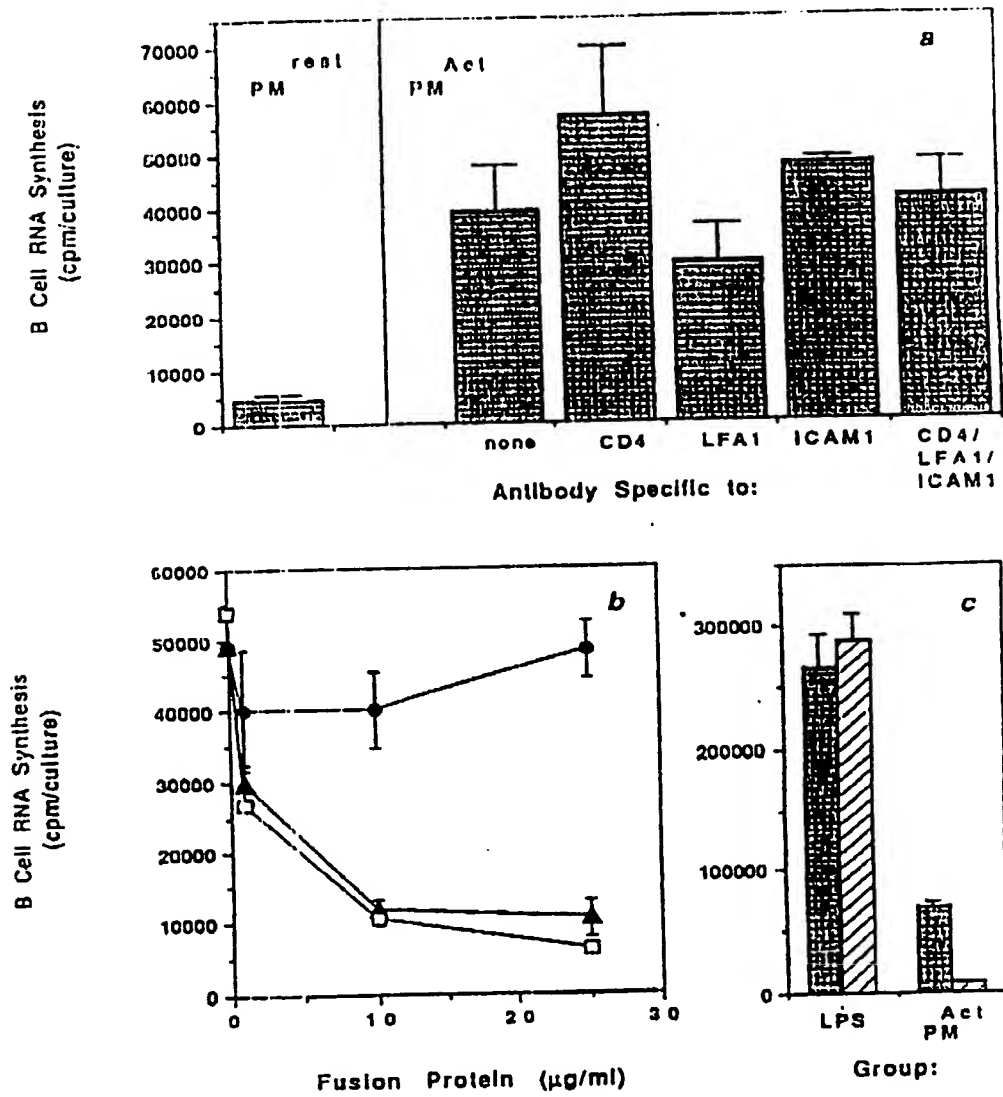 B Cell RNA Synthesis
(cpm/culture)
70000
60000
50000
40000
30000
20000
10000
0
PM rest
PM Act
a
none
CD4
LFA1
ICAM1
CD4/
LFA1/
ICAM1
Antibody Specific to:
B Cell RNA Synthesis
(cpm/culture)
60000
50000
40000
30000
20000
10000
0
b
0
10
20
30
Fusion Protein (µg/ml)
300000
200000
100000
0
c
LPS
PM Act
Group: